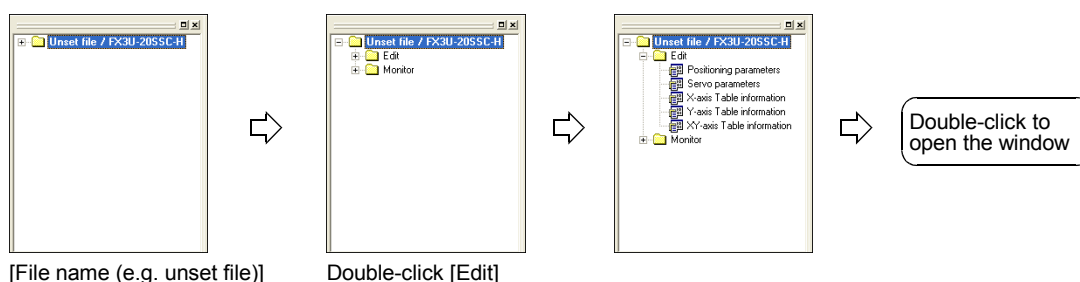 Unset file / FX3U-20SSC-H
Unset file / FX3U-20SSC-H
Edit
Monitor
Unset file / FX3U-20SSC-H
Edit
Positioning parameters
Servo parameters
X-axis Table information
Y-axis Table information
XY-axis Table information
Monitor
Double-click to
open the window
[File name (e.g. unset file)]
Double-click [Edit]